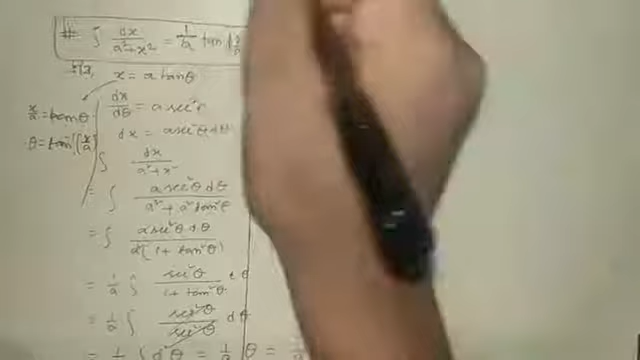 # ∫ dx/(a²+x²) = 1/a tan
x = a tanθ
x/a = tanθ
dx/dθ = a sec²θ
θ = tan⁻¹(x/a)
dx = a sec²θ dθ
∫ dx/(a²+x²)
= ∫ a sec²θ dθ/(a² + a² tan²θ)
= ∫ a sec²θ dθ/(a²(1 + tan²θ))
= 1/a ∫ sec²θ/(1 + tan²θ) dθ
= 1/a ∫ sec²θ/sec²θ dθ
= 1/a ∫ dθ = 1/a θ =